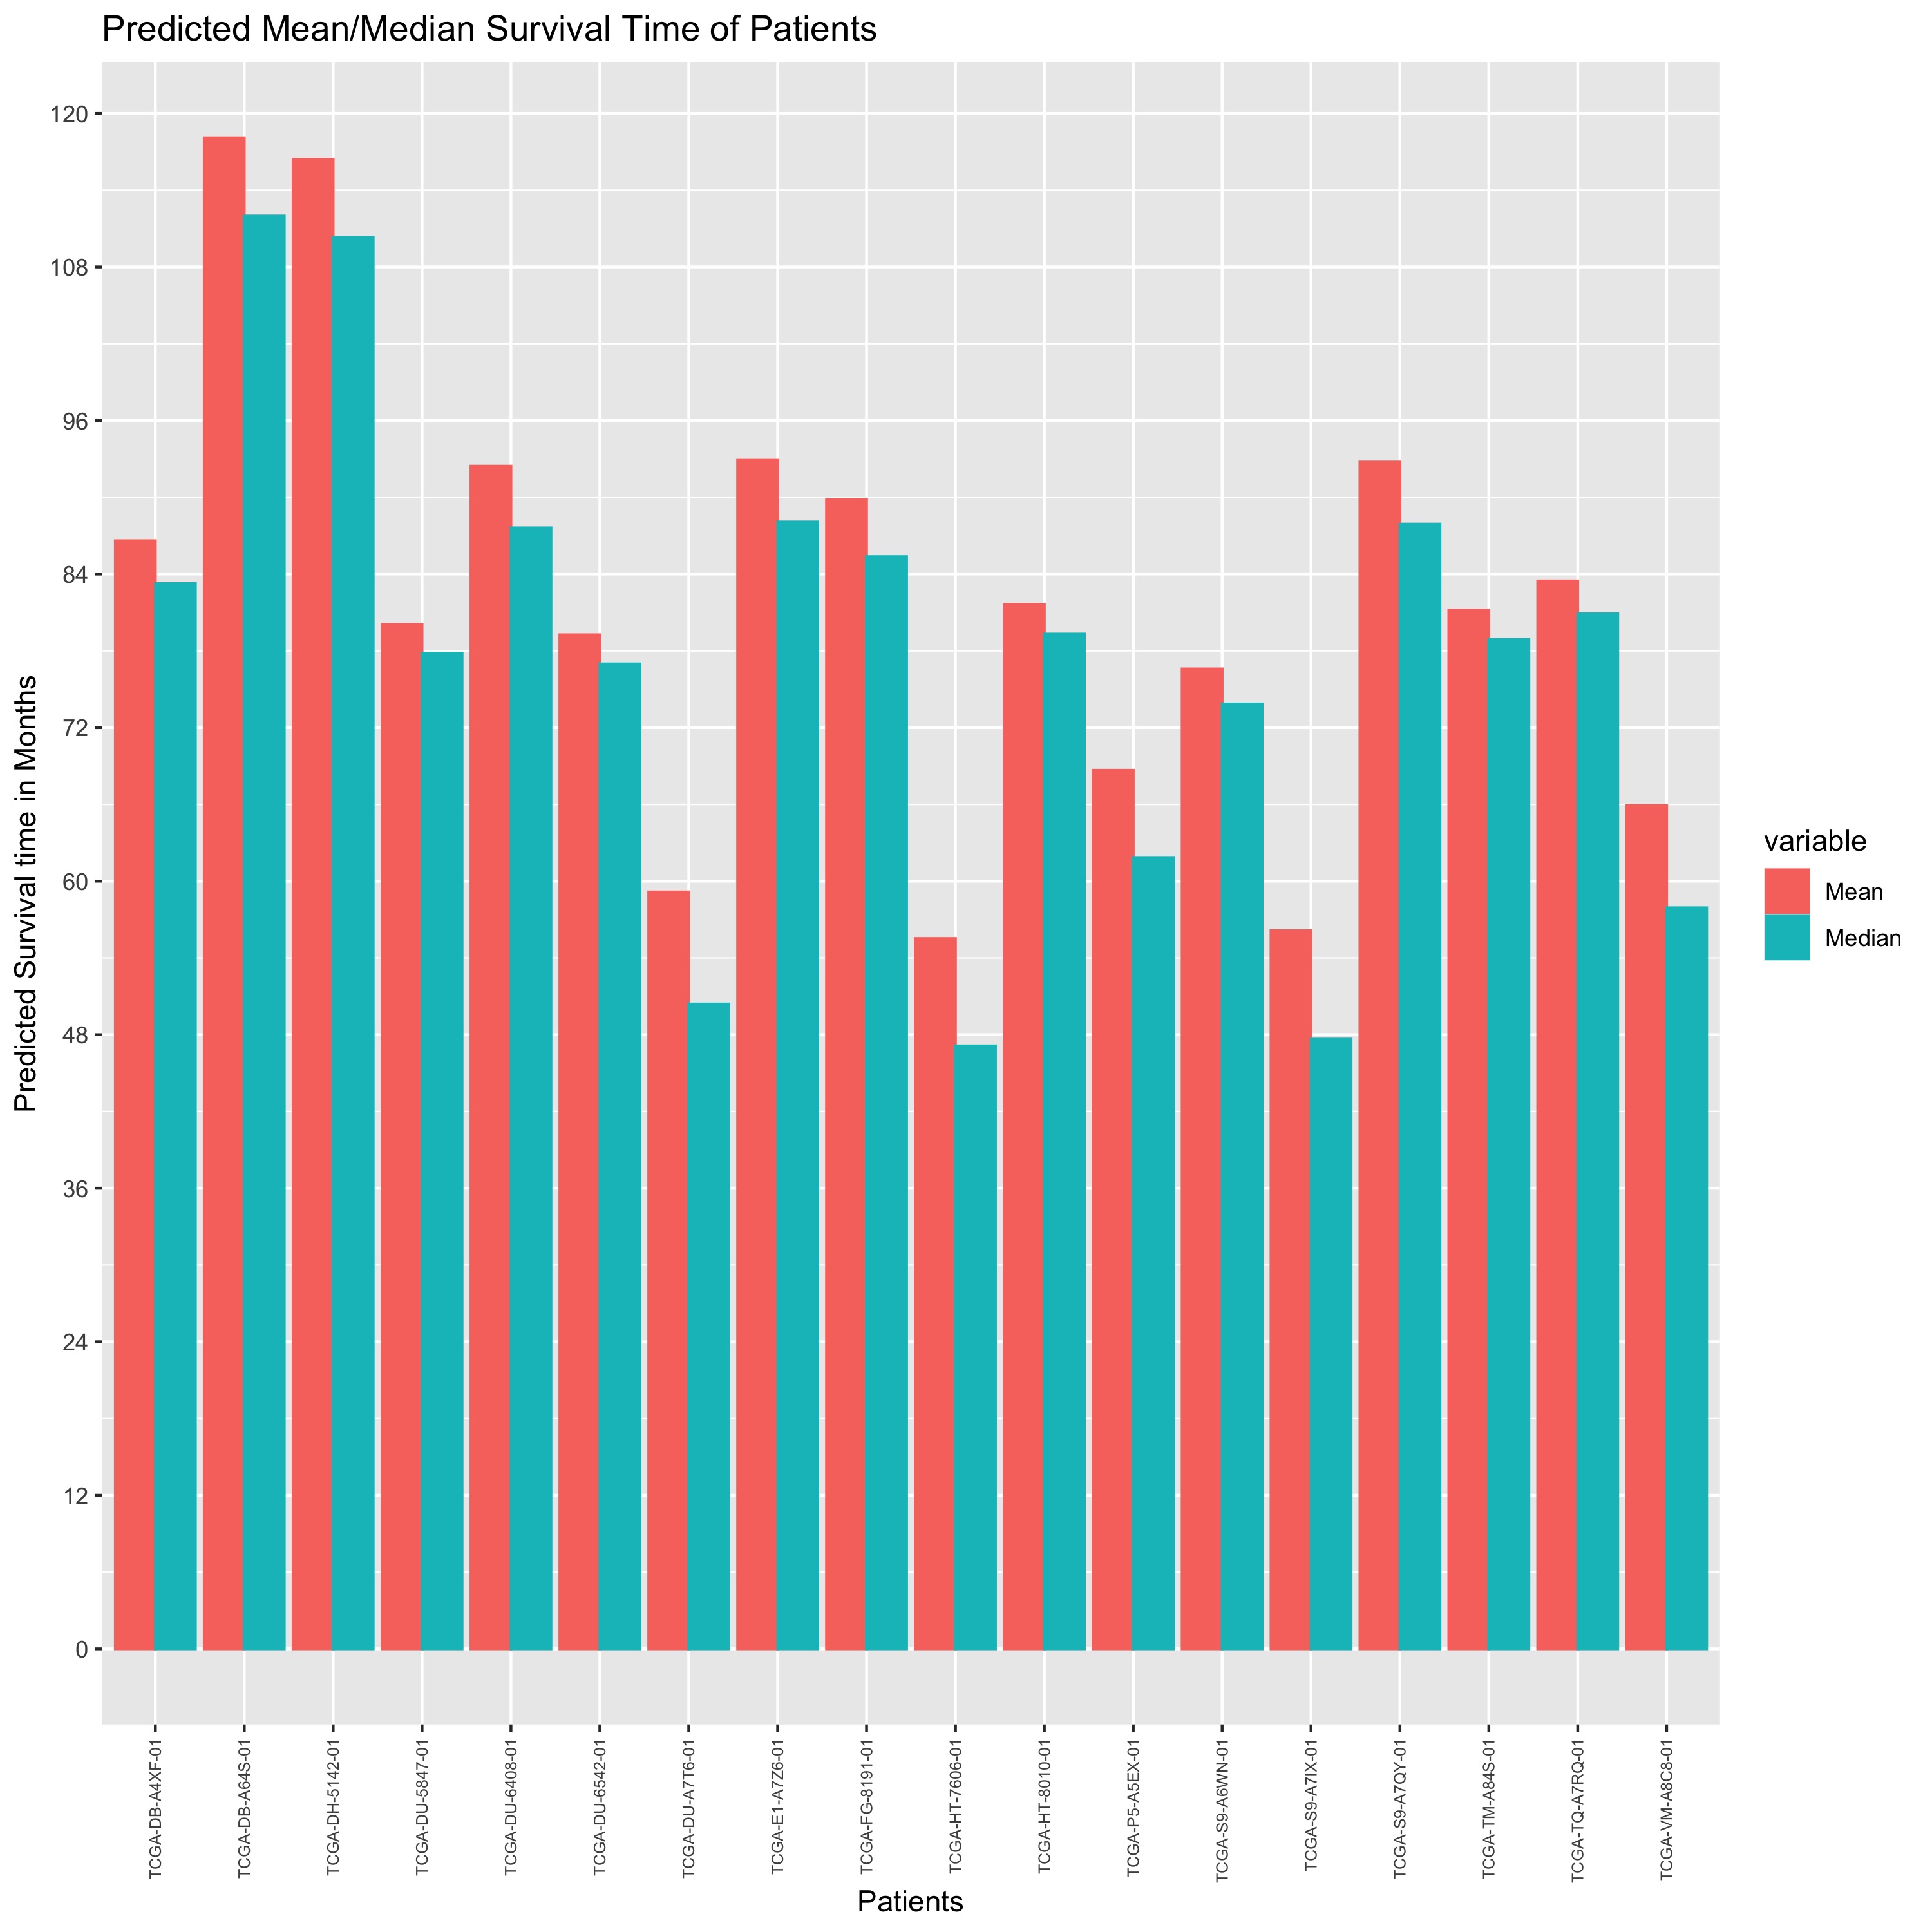 Predicted Mean/Median Survival Time of Patients
120
108
96
84
72
60
48
36
24
12
0
Predicted Survival time in Months
TCGA-DB-A4XF-01
TCGA-DB-A64S-01
TCGA-DH-5142-01
TCGA-DU-5847-01
TCGA-DU-6408-01
TCGA-DU-6542-01
TCGA-DU-A7T6-01
TCGA-E1-A7Z6-01
TCGA-FG-8191-01
TCGA-HT-7606-01
TCGA-HT-8010-01
TCGA-P5-A5EX-01
TCGA-S9-A6WN-01
TCGA-S9-A7IX-01
TCGA-S9-A7QY-01
TCGA-TM-A84S-01
TCGA-TQ-A7RQ-01
TCGA-VM-A8C8-01
Patients
variable
Mean
Median